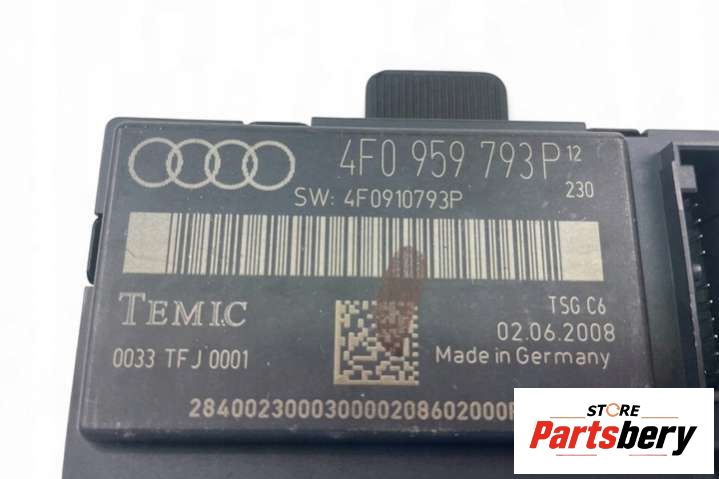 4F0 959 793P 12
230
SW: 4F0910793P
TEMIC
TSG C6
02.06.2008
0033 TFJ 0001
Made in Germany
STORE
Partsbery